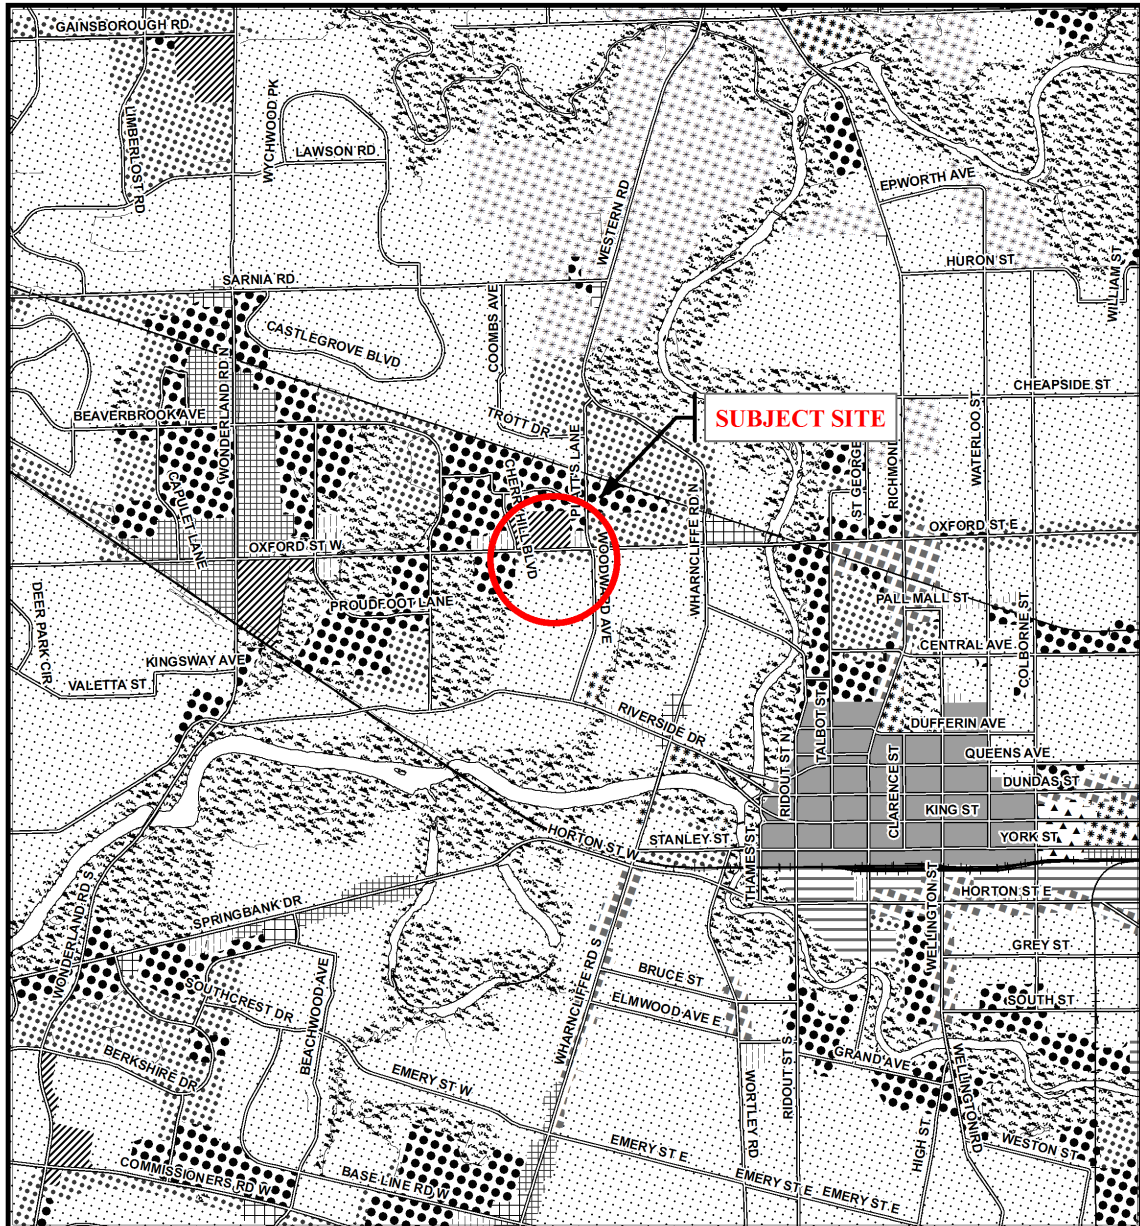 GAINSBOROUGH RD.
LIMBERLOST RD
WYCHWOOD PK
LAWSON RD.
WESTERN RD
EPWORTH AVE
HURON ST.
WILLIAM ST
SARNIA RD.
CASTLEGROVE BLVD
COOMBS AVE
CHEAPSIDE ST
BEAVERBROOK AVE
WONDERLAND RD N
TROTT DR
SUBJECT SITE
ST GEORGE
RICHMOND
WATERLOO ST
CAPULET LANE
CHERRYHILL BLVD
PLATTS LANE
WHARNCLIFFE RD N
OXFORD ST W
OXFORD ST E
WOODWARD AVE
DEER PARK CIR
PROUDFOOT LANE
PALL MALL ST
COLBORNE ST
CENTRAL AVE
KINGSWAY AVE
VALETTA ST
TALBOT ST
RIVERSIDE DR
RIDOUT ST N
DUFFERIN AVE
QUEENS AVE
DUNDAS ST
CLARENCE ST
KING ST
STANLEY ST.
YORK ST.
HORTON ST W
THAMES ST.
WELLINGTON ST
HORTON ST E
WONDERLAND RD S
SPRINGBANK DR
GREY ST
WHARNCLIFFE RD S
BRUCE ST
SOUTHCREST DR
BEACHWOOD AVE
ELMWOOD AVE E
SOUTH ST
BERKSHIRE DR
EMERY ST W
WORTLEY RD
RIDOUT ST S
GRAND AVE
WELLINGTON RD
HIGH ST.
WESTON ST
EMERY ST E
COMMISSIONERS RD W
BASE LINE RD W
EMERY ST E
EMERY ST E